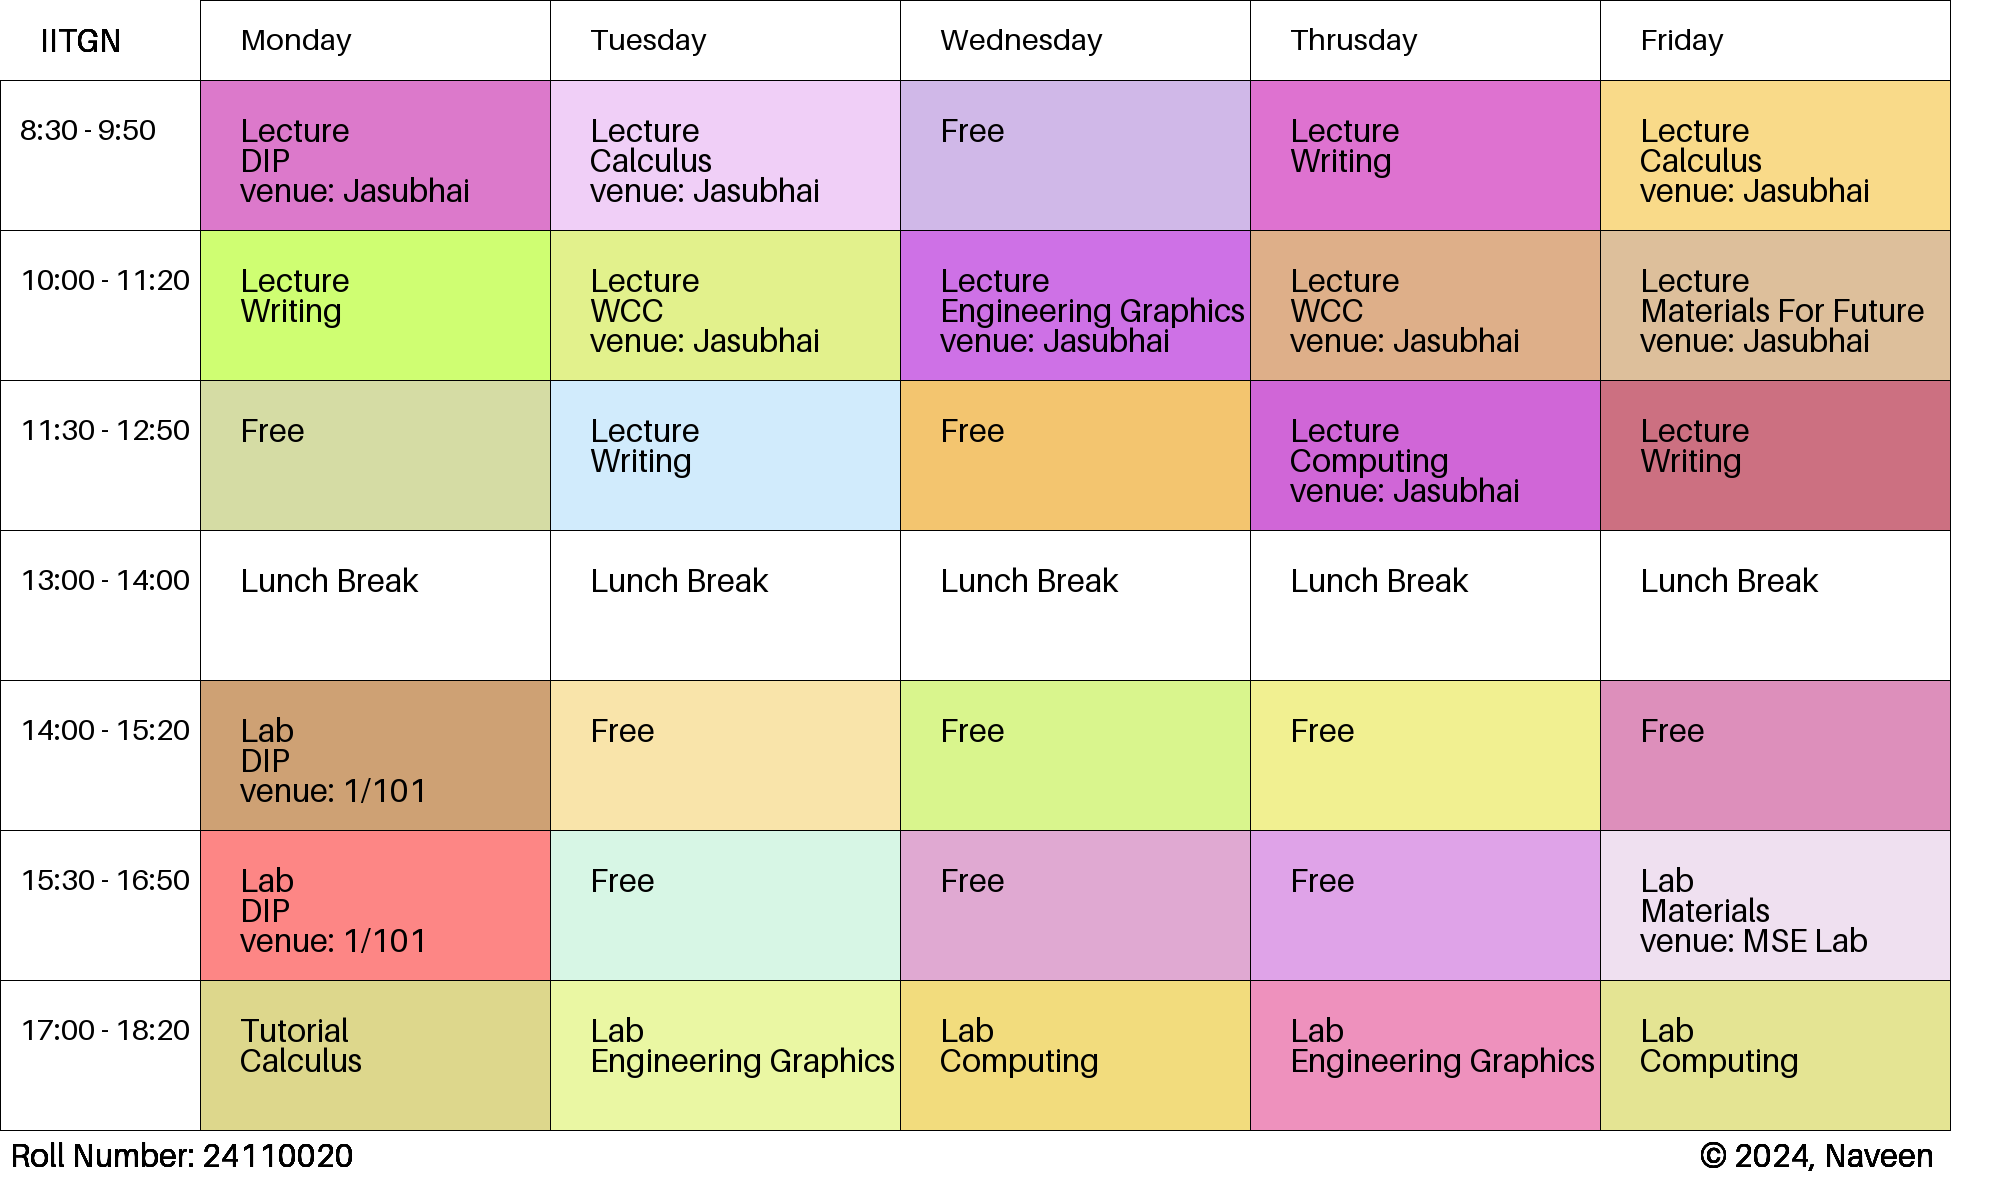 IITGN Monday Tuesday Wednesday Thrusday Friday
8:30 - 9:50
Lecture
DIP
venue: Jasubhai
Lecture
Calculus
venue: Jasubhai
Free
Lecture
Writing
Lecture
Calculus
venue: Jasubhai
10:00 - 11:20
Lecture
Writing
Lecture
WCC
venue: Jasubhai
Lecture
Engineering Graphics
venue: Jasubhai
Lecture
WCC
venue: Jasubhai
Lecture
Materials For Future
venue: Jasubhai
11:30 - 12:50
Free
Lecture
Writing
Free
Lecture
Computing
venue: Jasubhai
Lecture
Writing
13:00 - 14:00
Lunch Break
Lunch Break
Lunch Break
Lunch Break
Lunch Break
14:00 - 15:20
Lab
DIP
venue: 1/101
Free
Free
Free
Free
15:30 - 16:50
Lab
DIP
venue: 1/101
Free
Free
Free
Lab
Materials
venue: MSE Lab
17:00 - 18:20
Tutorial
Calculus
Lab
Engineering Graphics
Lab
Computing
Lab
Engineering Graphics
Lab
Computing
Roll Number: 24110020
© 2024, Naveen